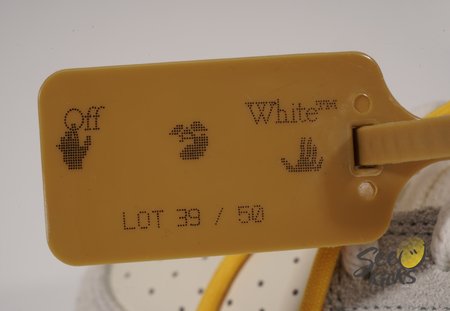 Off White™
LOT 39 / 50